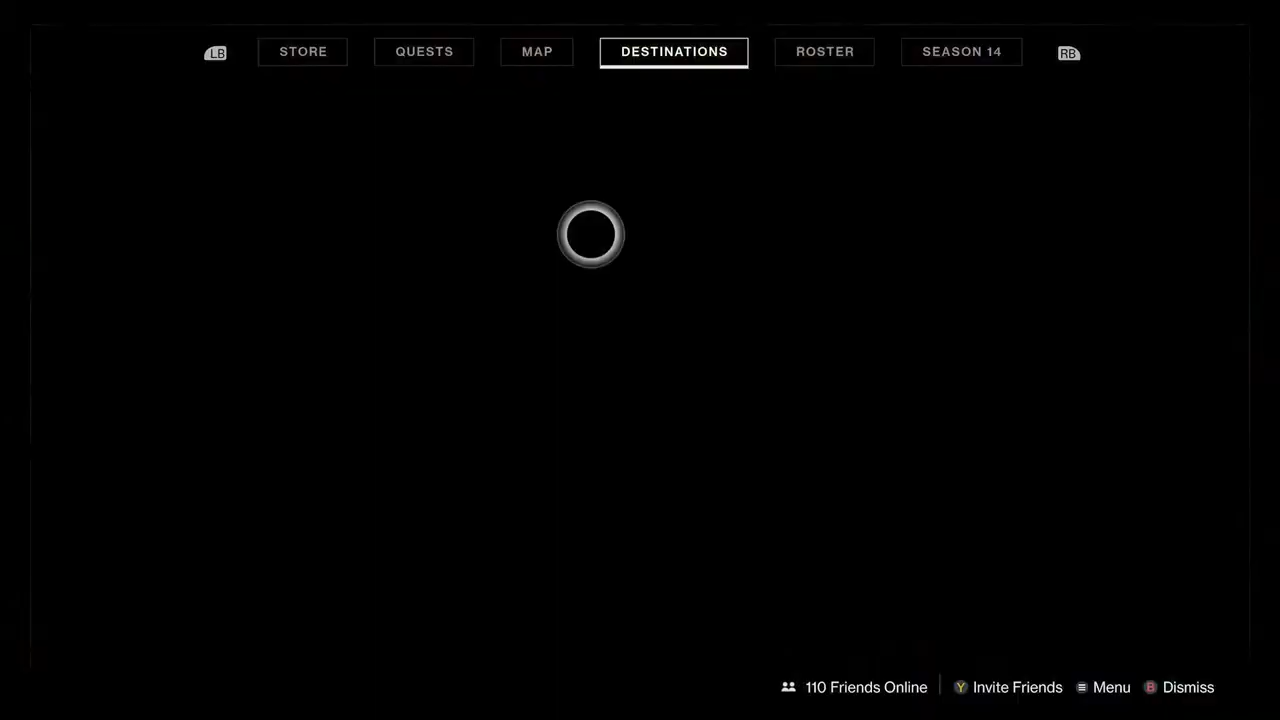 LB STORE QUESTS MAP DESTINATIONS ROSTER SEASON 14 RB
110 Friends Online Y Invite Friends Menu B Dismiss